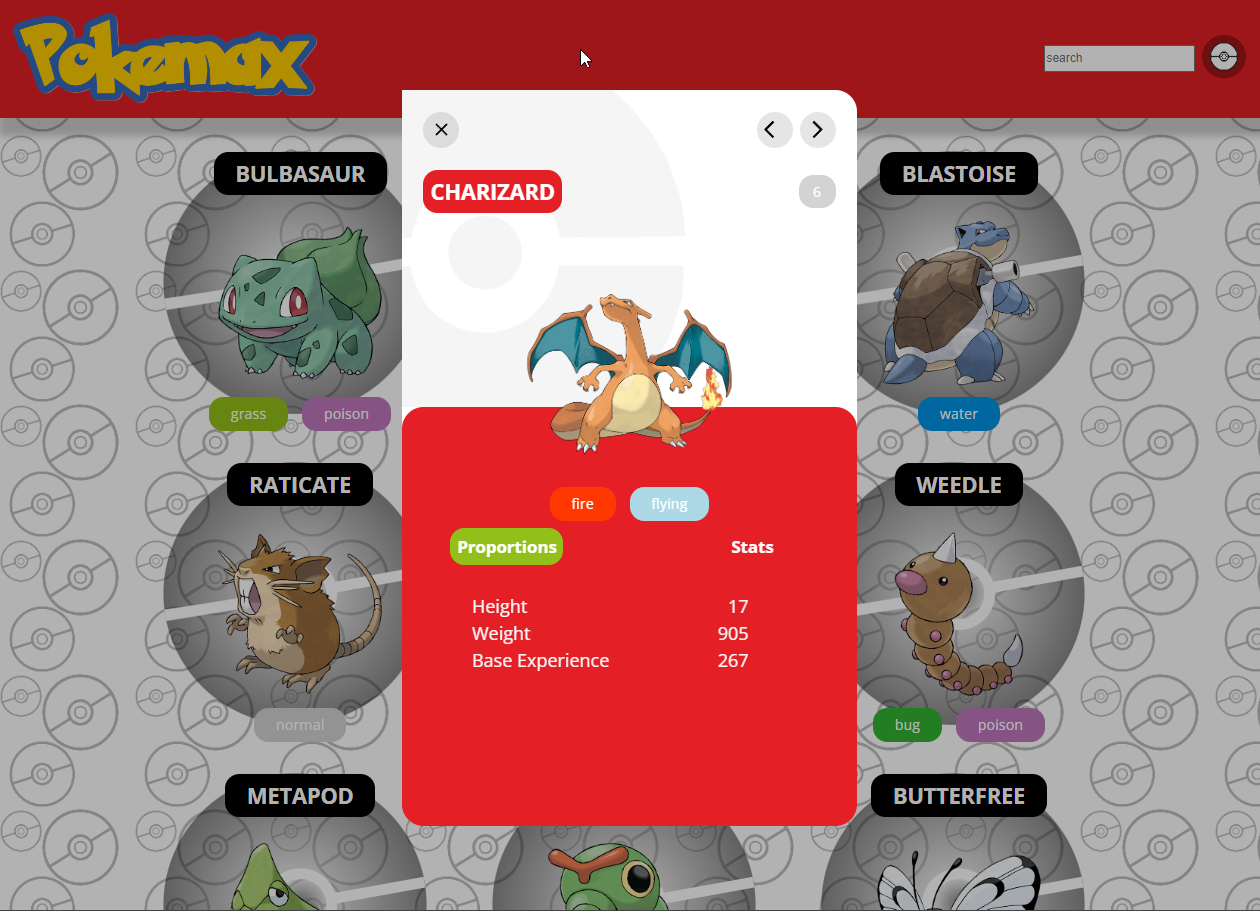 Pokemax
search
BULBASAUR
grass poison
CHARIZARD
6
fire flying
Proportions Stats
Height 17
Weight 905
Base Experience 267
BLASTOISE
water
RATICATE
normal
WEEDLE
bug poison
METAPOD
BUTTERFREE